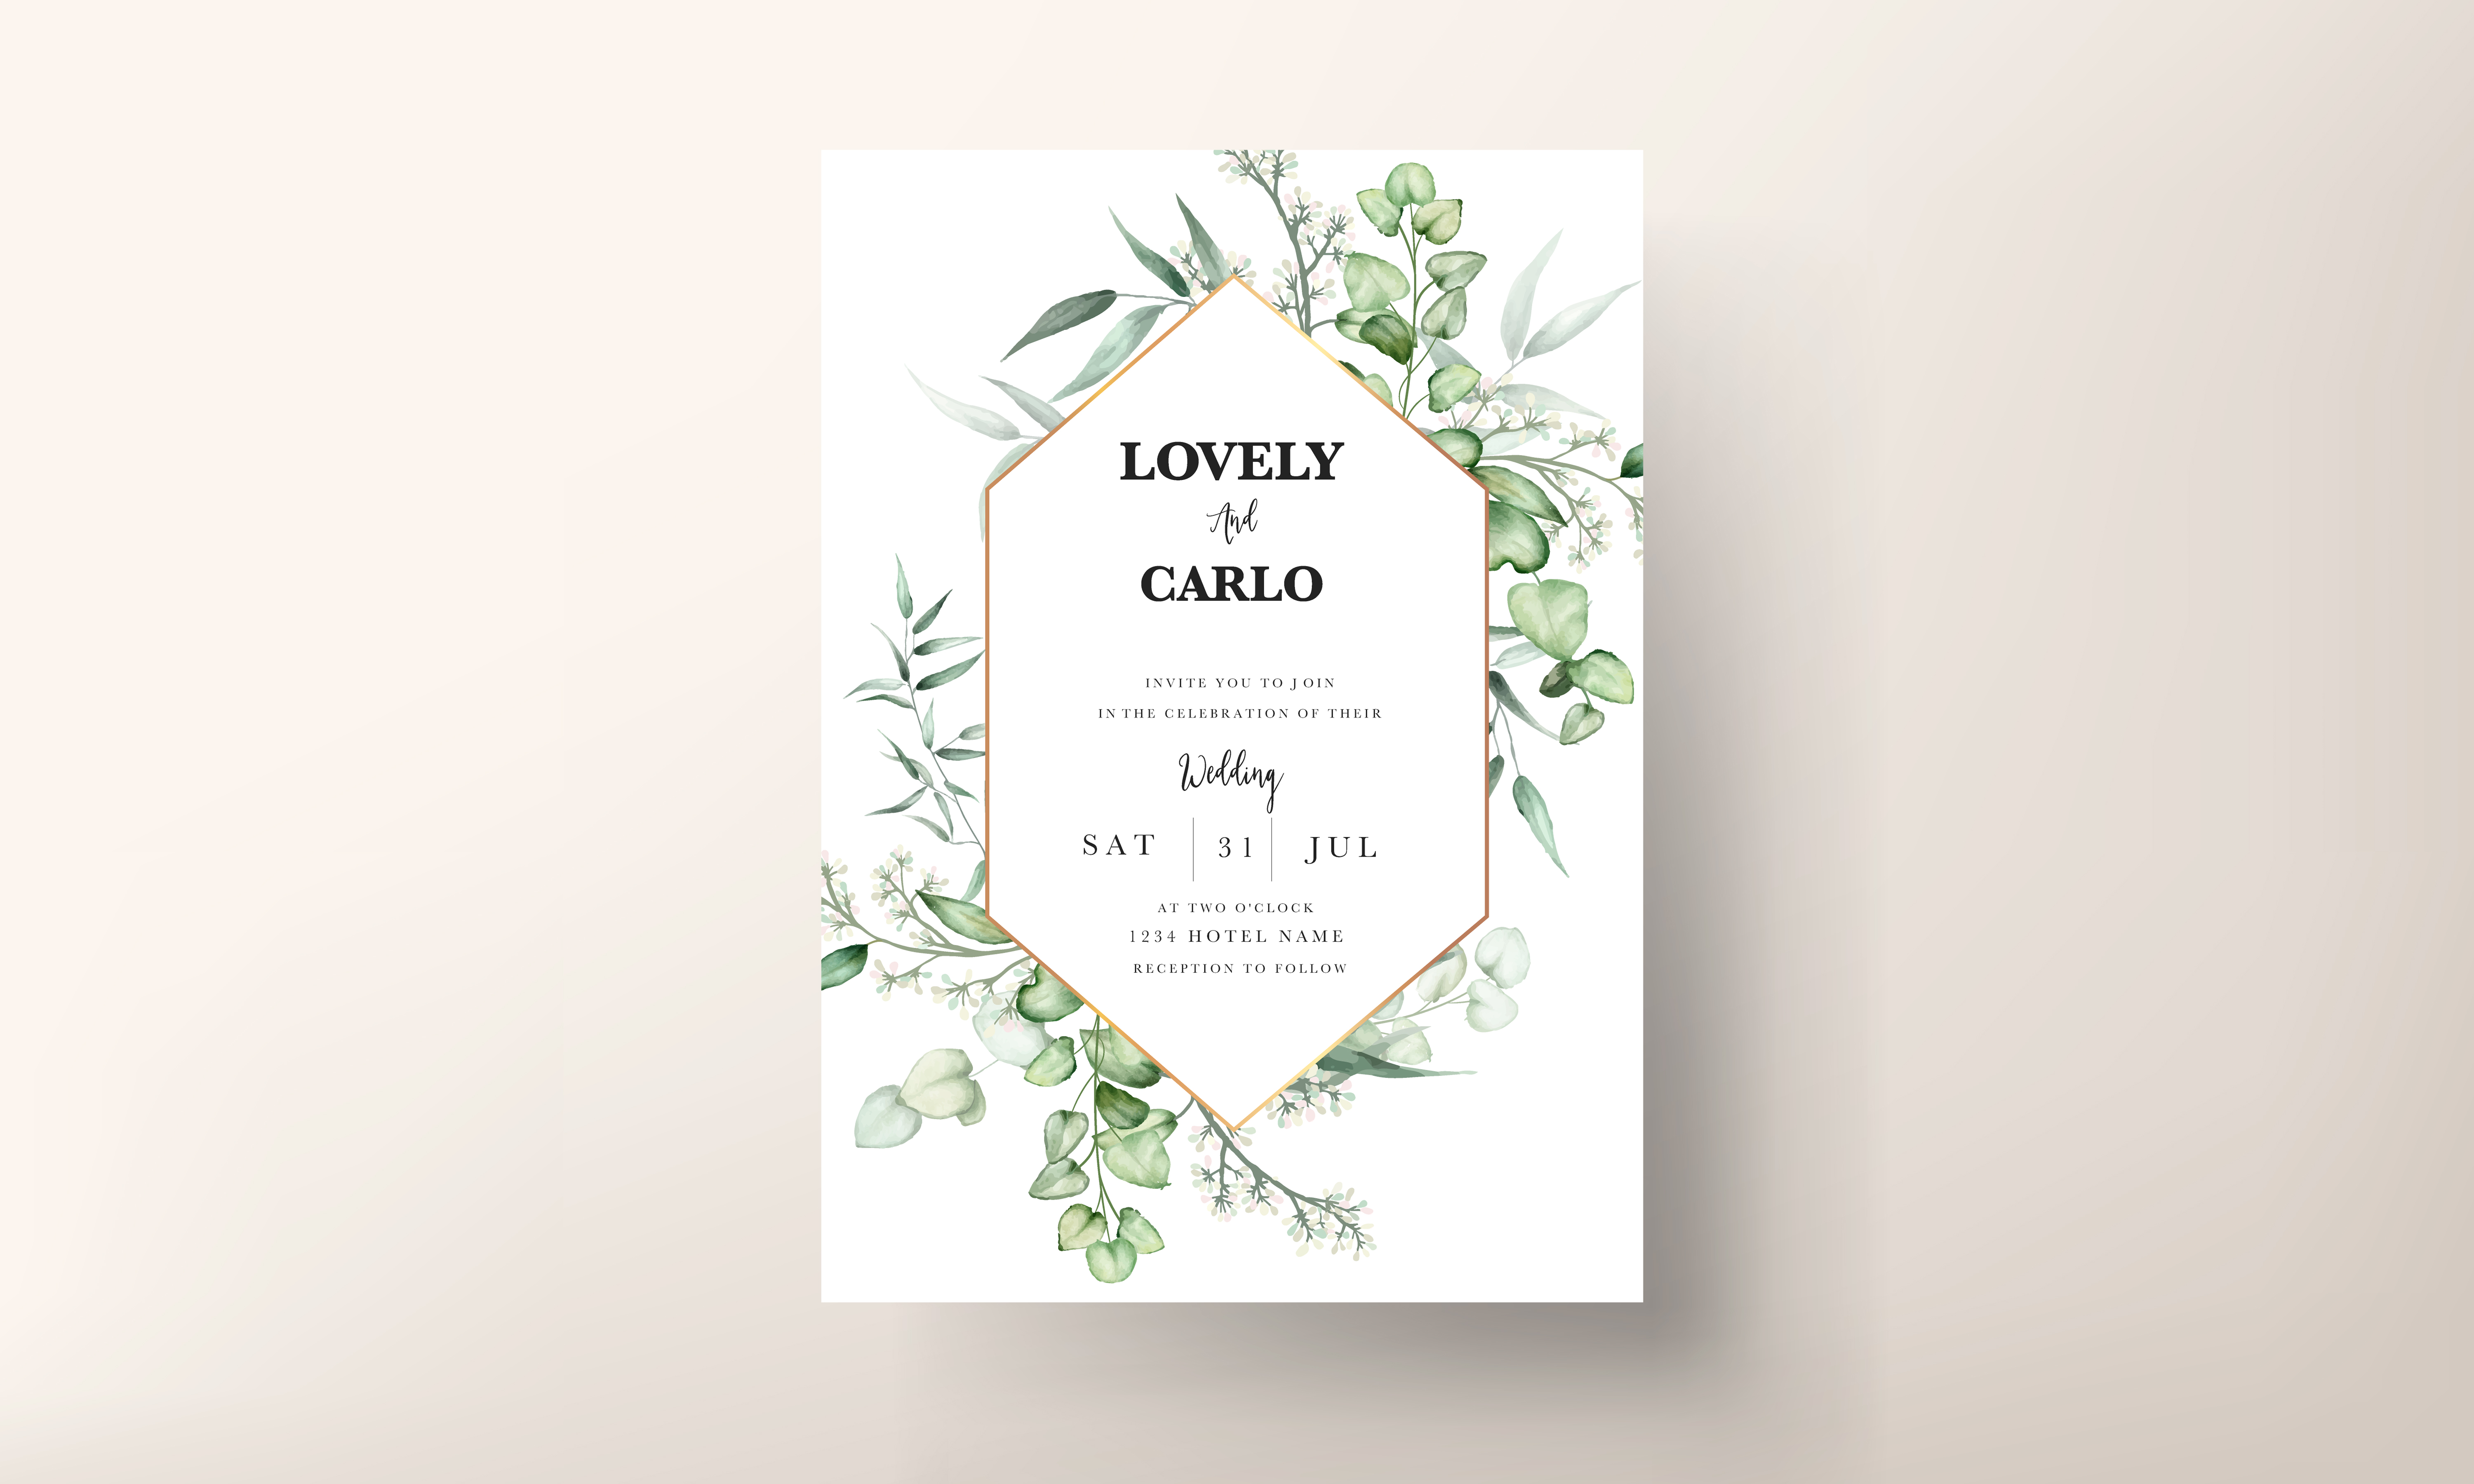 LOVELY
And
CARLO
INVITE YOU TO JOIN
IN THE CELEBRATION OF THEIR
Wedding
SAT 31 JUL
AT TWO O'CLOCK
1234 HOTEL NAME
RECEPTION TO FOLLOW